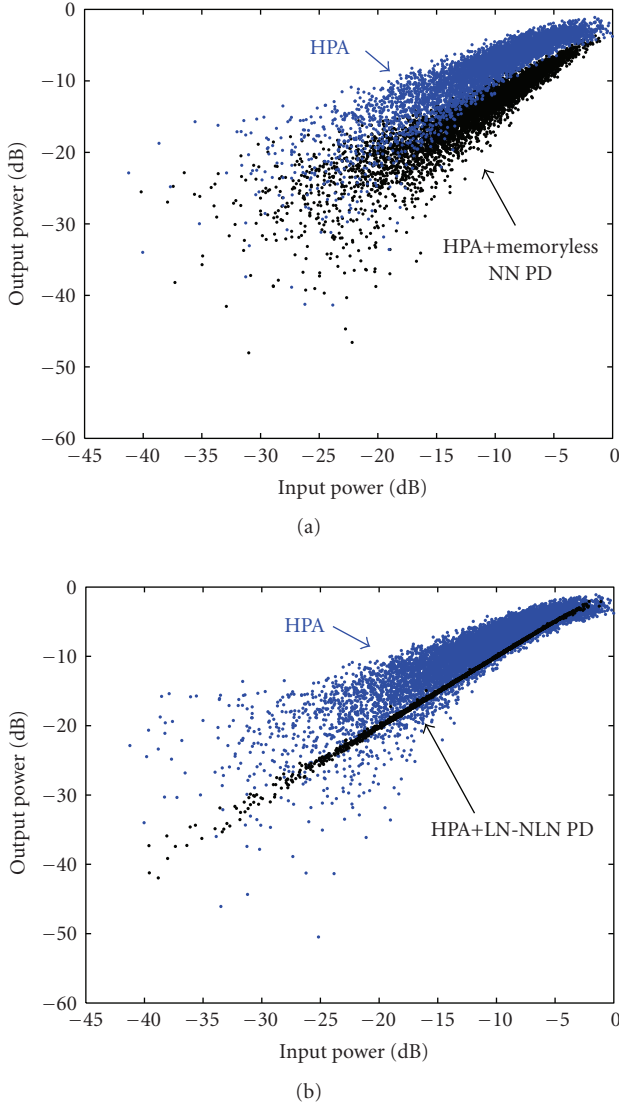 0
−10
−20
−30
−40
−50
−60
Output power (dB)
HPA
HPA+memoryless
NN PD
−45 −40 −35 −30 −25 −20 −15 −10 −5 0
Input power (dB)
(a)
0
−10
−20
−30
−40
−50
−60
Output power (dB)
HPA
HPA+LN-NLN PD
−45 −40 −35 −30 −25 −20 −15 −10 −5 0
Input power (dB)
(b)